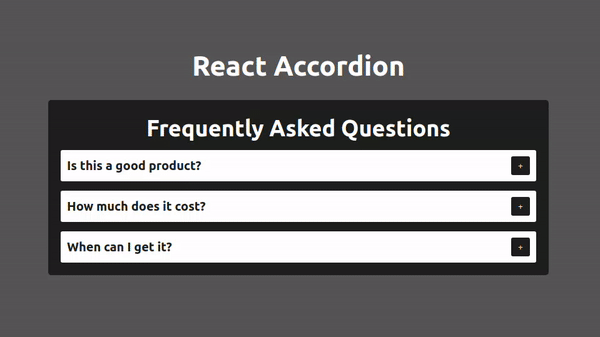 React Accordion
Frequently Asked Questions
Is this a good product? +
How much does it cost? +
When can I get it? +